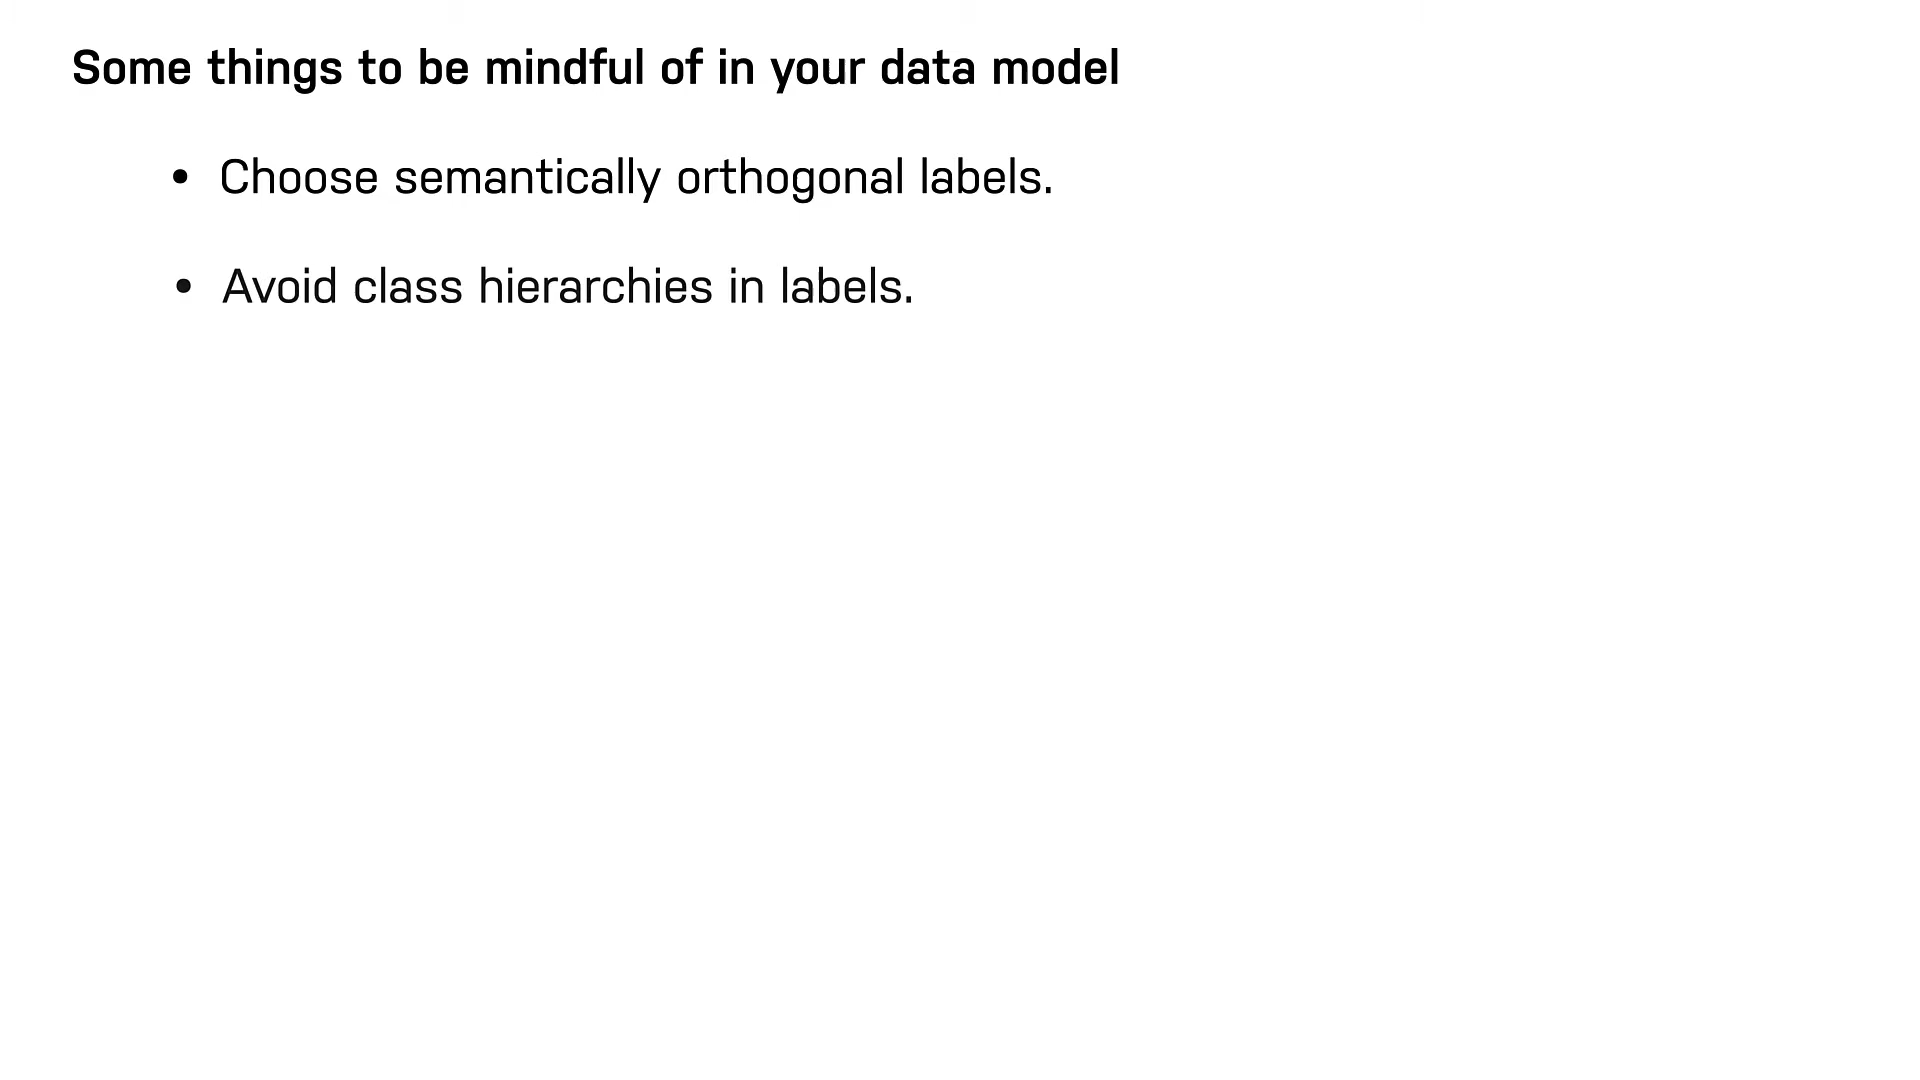 Some things to be mindful of in your data model
• Choose semantically orthogonal labels.
• Avoid class hierarchies in labels.